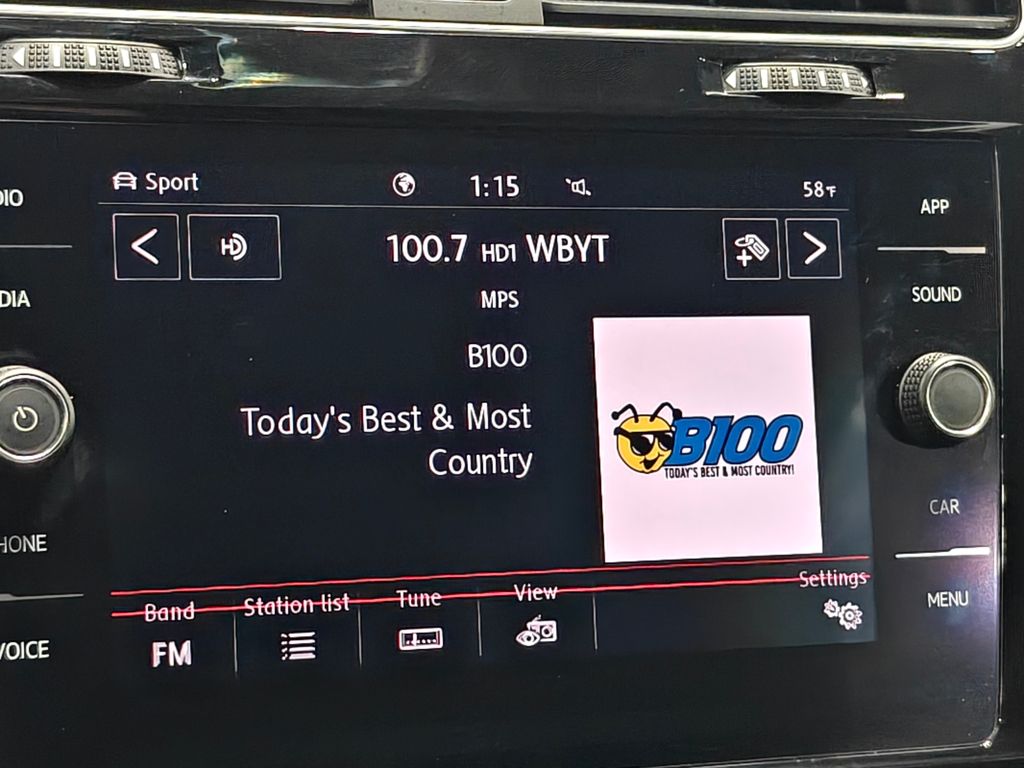 Sport 1:15 58°F
HD 100.7 HD1 WBYT
MPS
B100
Today's Best & Most
Country
B100
TODAY'S BEST & MOST COUNTRY!
Band Station list Tune View Settings
FM
APP
SOUND
CAR
MENU
DIO
DIA
HONE
VOICE